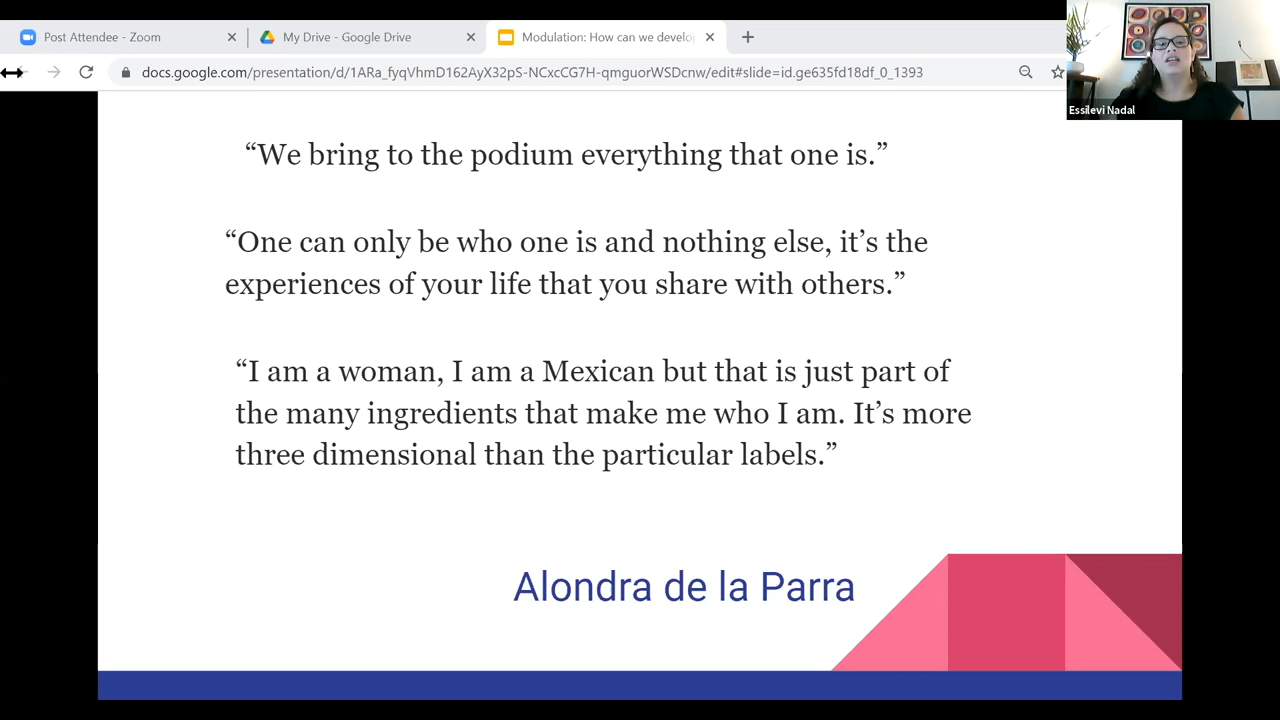 Post Attendee - Zoom
My Drive - Google Drive
Modulation: How can we develo
docs.google.com/presentation/d/1ARa_fyqVhmD162AyX32pS-NCxcCG7H-qmguorWSDcnw/edit#slide=id.ge635fd18df_0_1393
Essilevi Nadal
“We bring to the podium everything that one is.”
“One can only be who one is and nothing else, it’s the
experiences of your life that you share with others.”
“I am a woman, I am a Mexican but that is just part of
the many ingredients that make me who I am. It’s more
three dimensional than the particular labels.”
Alondra de la Parra